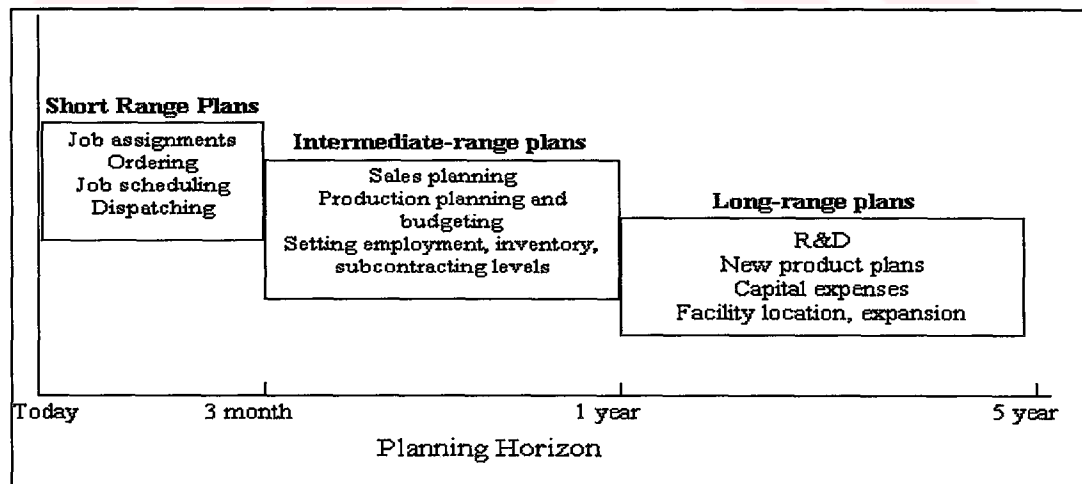 Short Range Plans
Job assignments
Ordering
Job scheduling
Dispatching
Intermediate-range plans
Sales planning
Production planning and
budgeting
Setting employment, inventory,
subcontracting levels
Long-range plans
R&D
New product plans
Capital expenses
Facility location, expansion
Today
3 month
1 year
5 year
Planning Horizon